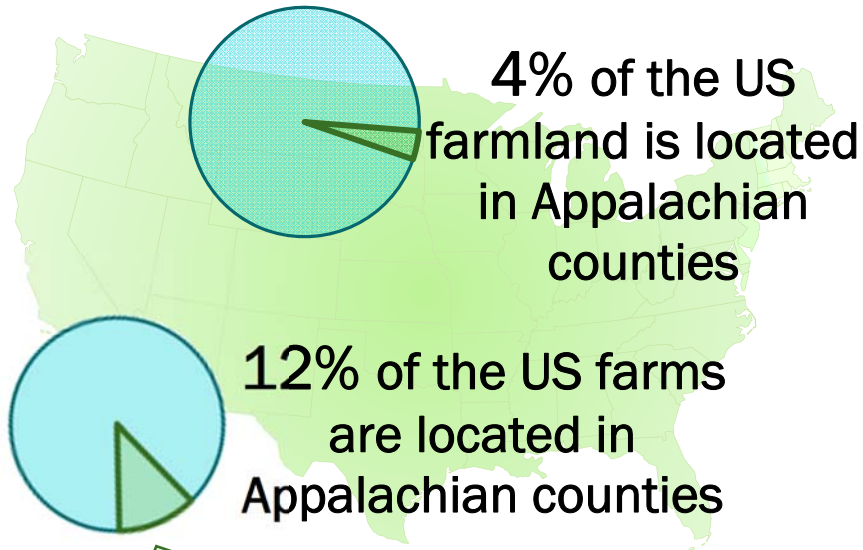 4% of the US
farmland is located
in Appalachian
counties
12% of the US farms
are located in
Appalachian counties